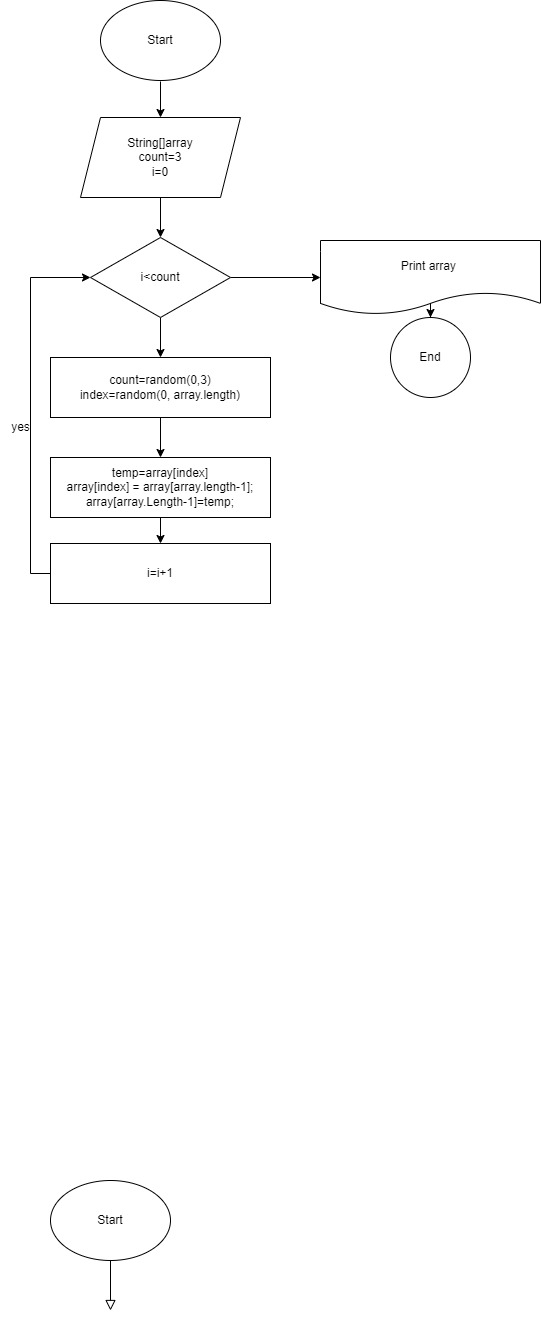 Start
String[]array
count=3
i=0
i<count
Print array
End
count=random(0,3)
index=random(0, array.length)
yes
temp=array[index]
array[index] = array[array.length-1];
array[array.Length-1]=temp;
i=i+1
Start